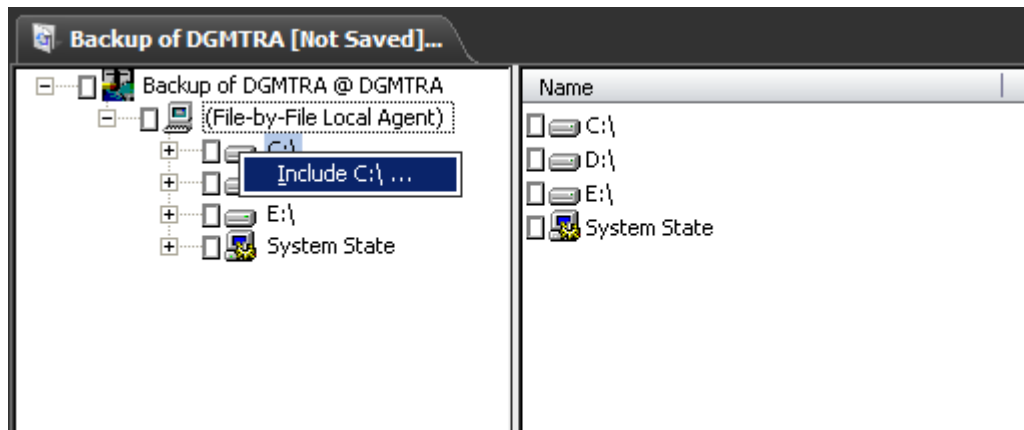 Backup of DGMTRA [Not Saved]...
Backup of DGMTRA @ DGMTRA
(File-by-File Local Agent)
C:\
Include C:\ ...
E:\
System State
Name
C:\
D:\
E:\
System State